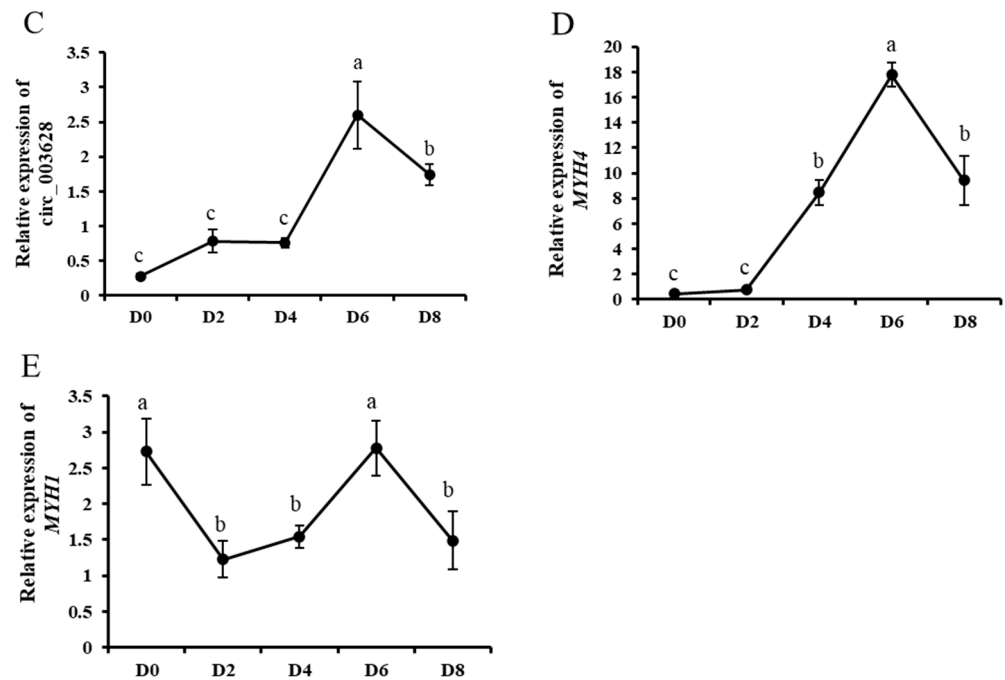 C
Relative expression of
circ_003628
3.5
3
2.5
2
1.5
1
0.5
0
c
c
c
a
b
D0 D2 D4 D6 D8
D
Relative expression of
MYH4
20
18
16
14
12
10
8
6
4
2
0
c
c
b
a
b
D0 D2 D4 D6 D8
E
Relative expression of
MYH1
3.5
3
2.5
2
1.5
1
0.5
0
a
b
b
a
b
D0 D2 D4 D6 D8